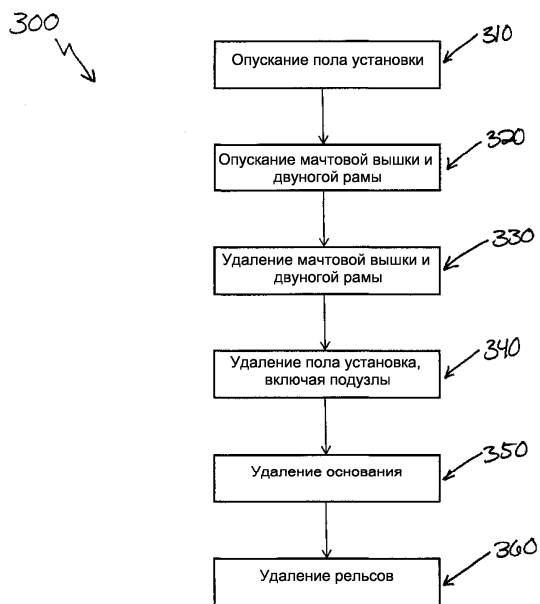 300
310
Опускание пола установки
320
Опускание мачтовой вышки и
двуногой рамы
330
Удаление мачтовой вышки и
двуногой рамы
340
Удаление пола установка,
включая подузлы
350
Удаление основания
360
Удаление рельсов